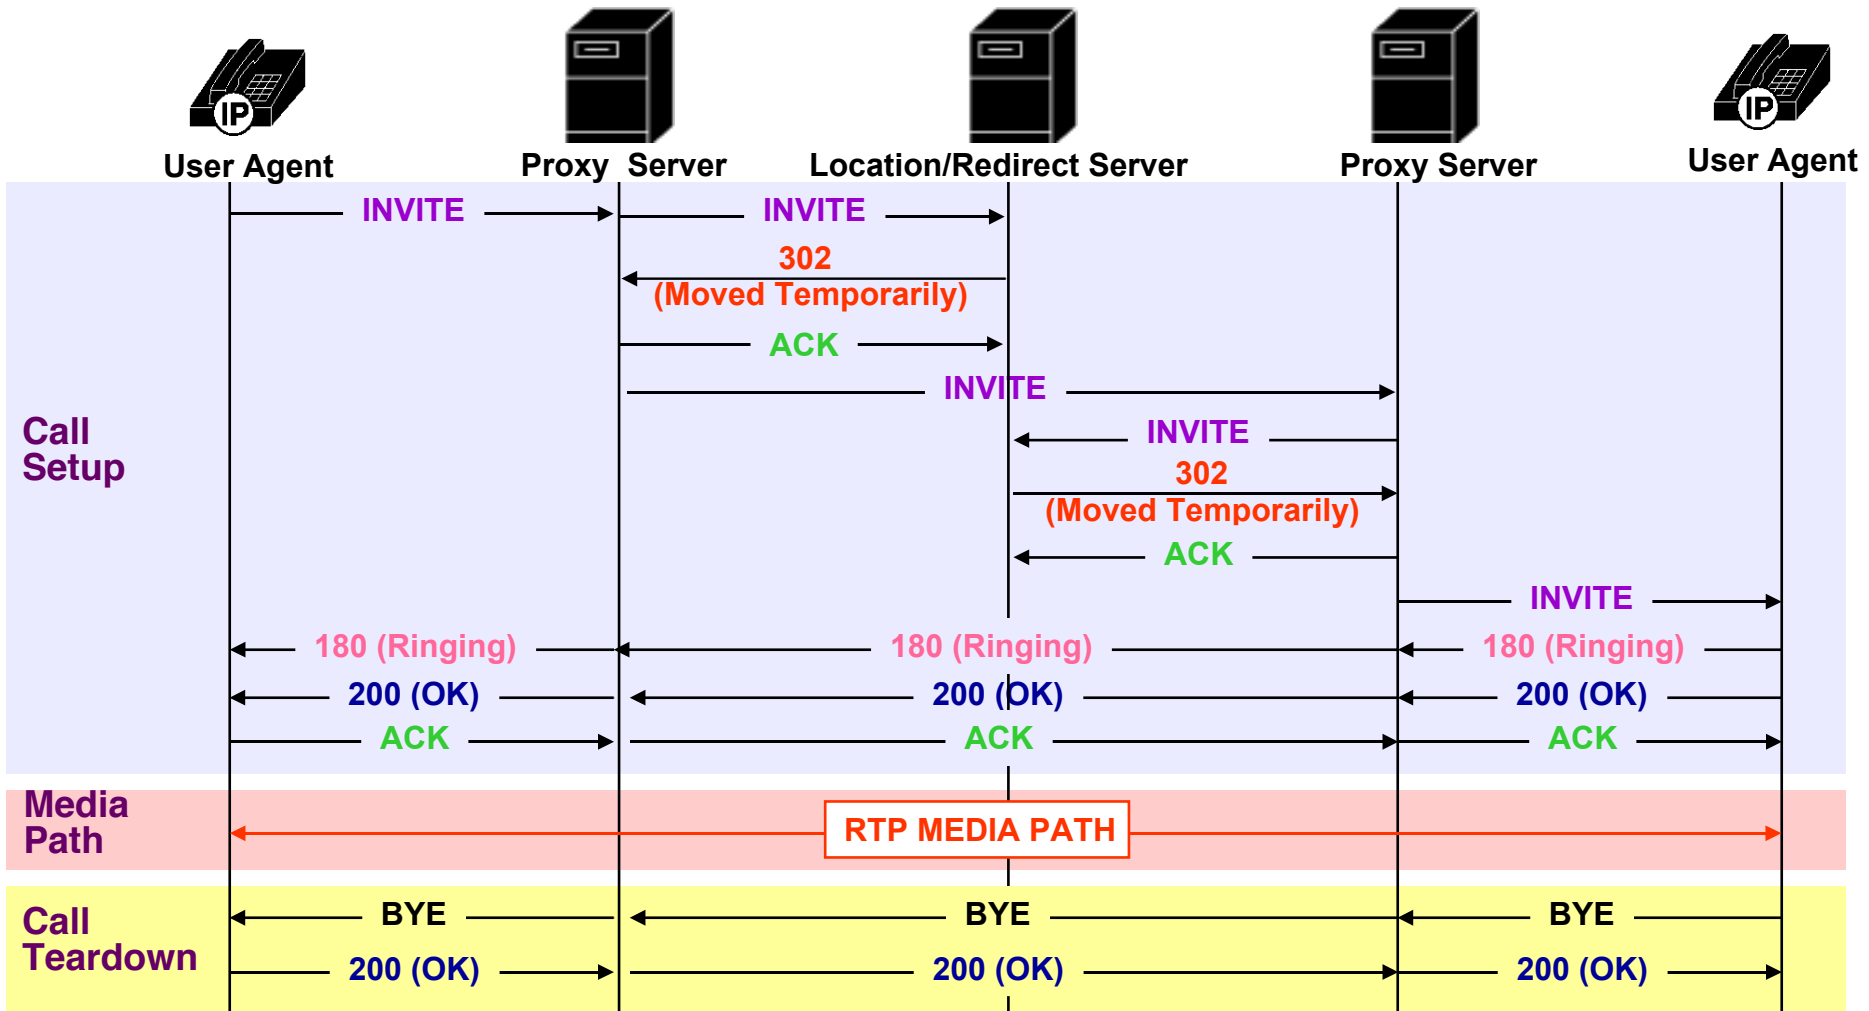 IP
IP
User Agent
Proxy Server
Location/Redirect Server
Proxy Server
User Agent
INVITE
INVITE
302
(Moved Temporarily)
ACK
INVITE
Call
Setup
INVITE
302
(Moved Temporarily)
ACK
INVITE
180 (Ringing)
180 (Ringing)
180 (Ringing)
200 (OK)
200 (OK)
200 (OK)
ACK
ACK
ACK
Media
Path
RTP MEDIA PATH
Call
Teardown
BYE
BYE
BYE
200 (OK)
200 (OK)
200 (OK)